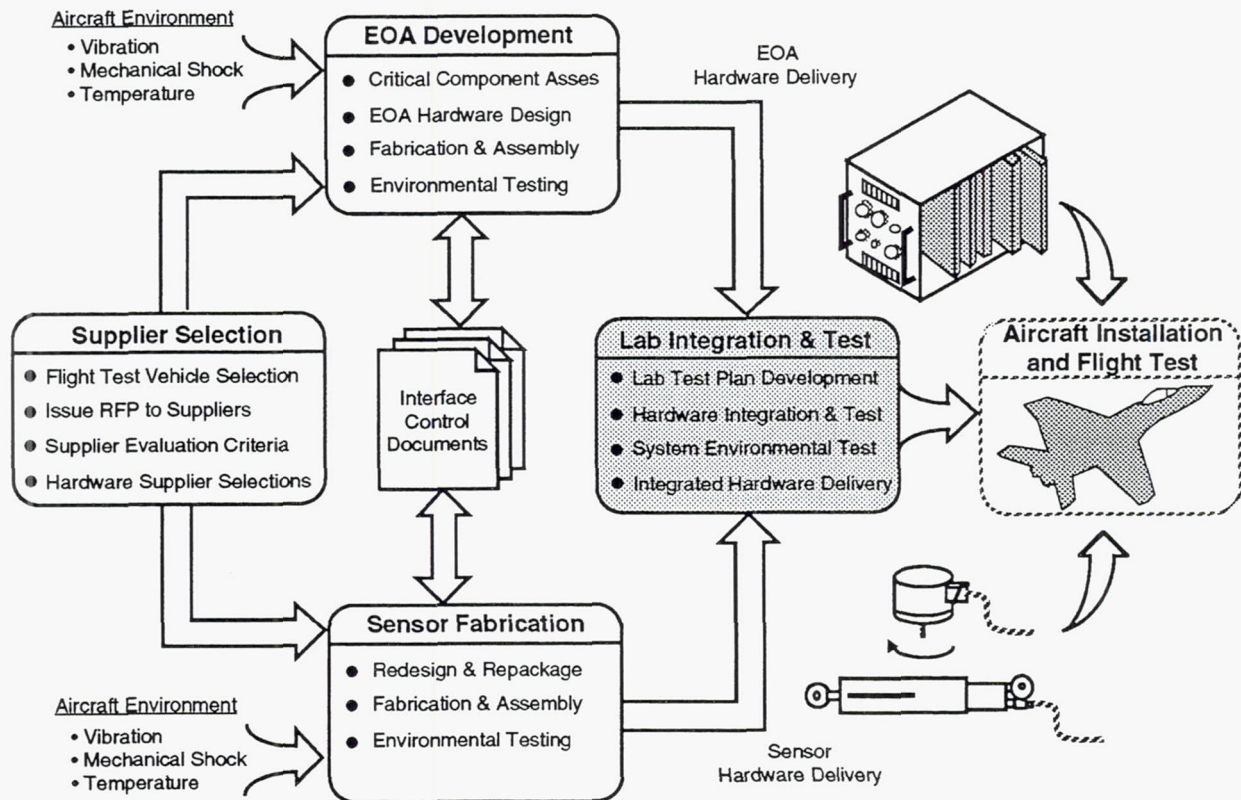 Aircraft Environment
• Vibration
• Mechanical Shock
• Temperature
EOA Development
• Critical Component Asses
• EOA Hardware Design
• Fabrication & Assembly
• Environmental Testing
EOA
Hardware Delivery
Supplier Selection
• Flight Test Vehicle Selection
• Issue RFP to Suppliers
• Supplier Evaluation Criteria
• Hardware Supplier Selections
Interface
Control
Documents
Lab Integration & Test
• Lab Test Plan Development
• Hardware Integration & Test
• System Environmental Test
• Integrated Hardware Delivery
Aircraft Installation
and Flight Test
Sensor Fabrication
• Redesign & Repackage
• Fabrication & Assembly
• Environmental Testing
Aircraft Environment
• Vibration
• Mechanical Shock
• Temperature
Sensor
Hardware Delivery